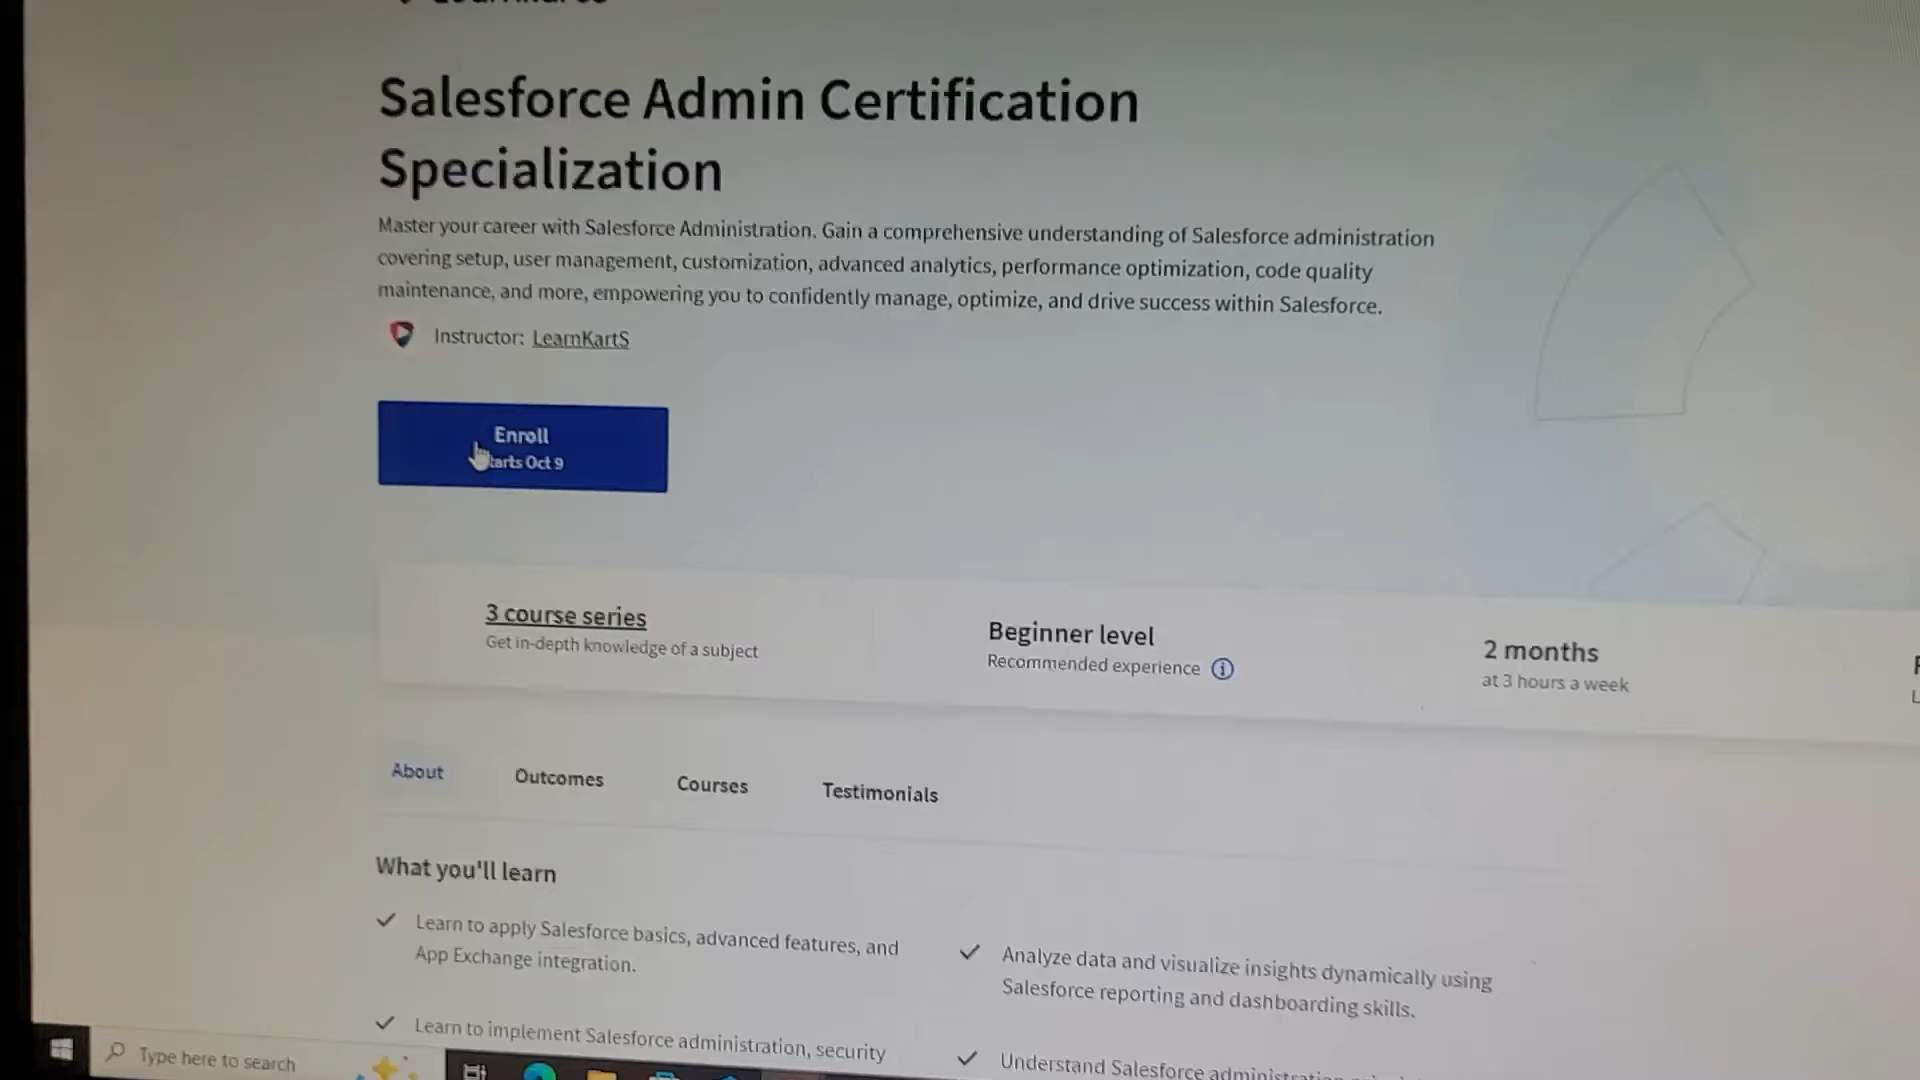 Salesforce Admin Certification
Specialization
Master your career with Salesforce Administration. Gain a comprehensive understanding of Salesforce administration
covering setup, user management, customization, advanced analytics, performance optimization, code quality
maintenance, and more, empowering you to confidently manage, optimize, and drive success within Salesforce.
Instructor: LearnKartS
Enroll
tarts Oct 9
3 course series
Get in-depth knowledge of a subject
Beginner level
Recommended experience
2 months
at 3 hours a week
About
Outcomes
Courses
Testimonials
What you'll learn
Learn to apply Salesforce basics, advanced features, and
App Exchange integration.
Analyze data and visualize insights dynamically using
Salesforce reporting and dashboarding skills.
Learn to implement Salesforce administration, security
Understand Salesforce
Type here to search